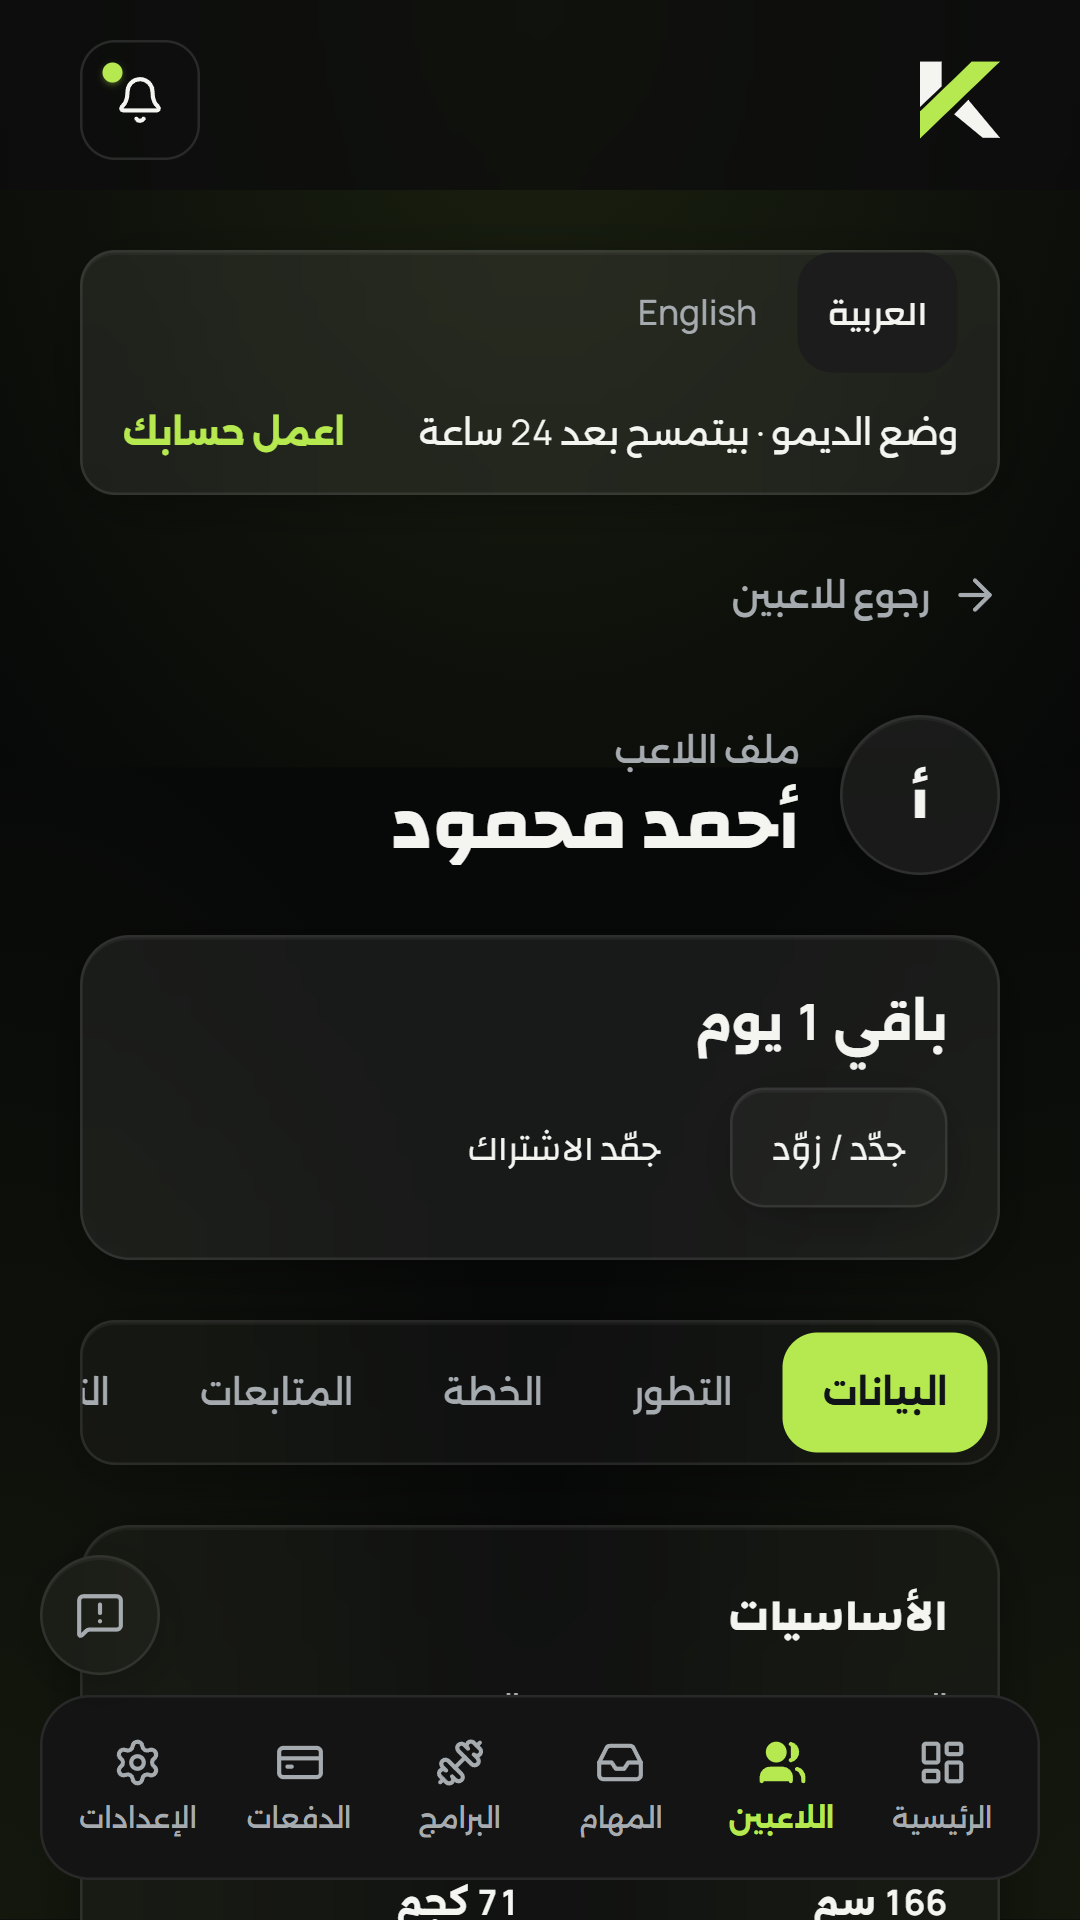 العربية
English
وضع الديمو · بيتمسح بعد 24 ساعة
اعمل حسابك
رجوع للاعبين
أ
ملف اللاعب
أحمد محمود
باقي 1 يوم
جدّد / زوّد
جمّد الاشتراك
البيانات
التطور
الخطة
المتابعات
الأساسيات
الرئيسية
اللاعبين
المهام
البرامج
الدفعات
الإعدادات
166 سم
71 كجم